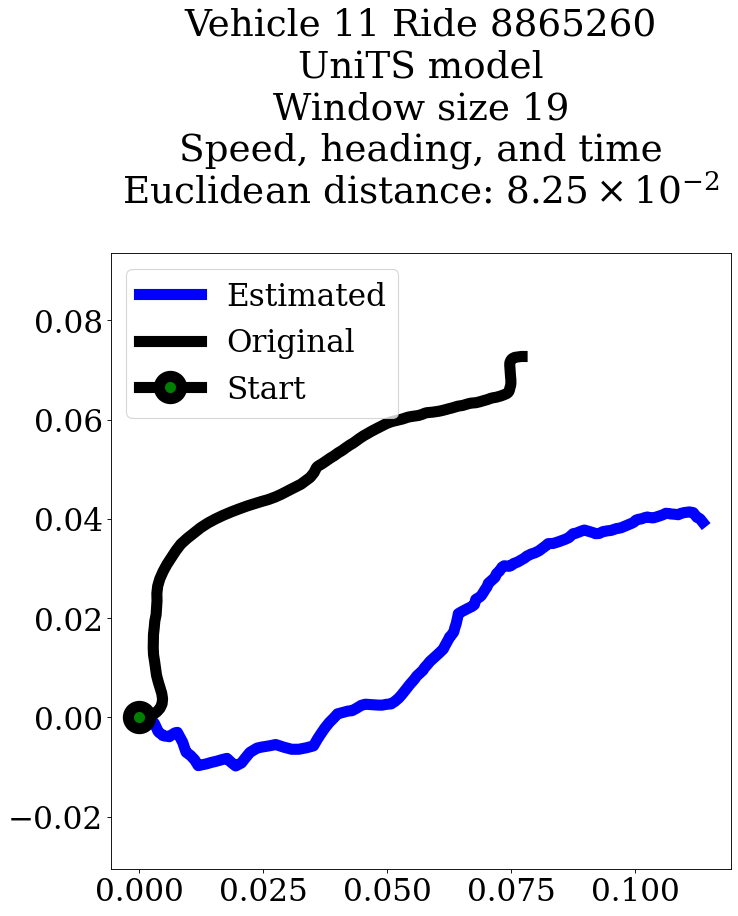 Vehicle 11 Ride 8865260
UniTS model
Window size 19
Speed, heading, and time
Euclidean distance: 8.25 × 10⁻²
Estimated
Original
Start
0.08
0.06
0.04
0.02
0.00
−0.02
0.000 0.025 0.050 0.075 0.100